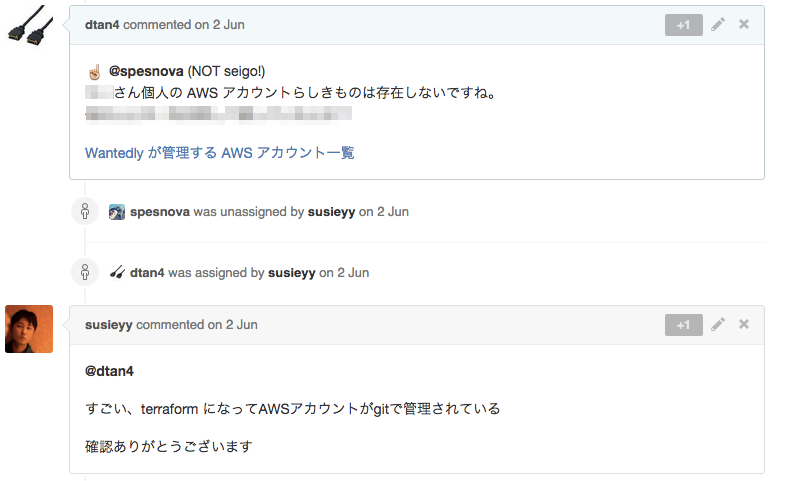 dtan4 commented on 2 Jun
+1
@spesnova (NOT seigo!)
さん個人の AWS アカウントらしきものは存在しないですね。
Wantedly が管理する AWS アカウント一覧
spesnova was unassigned by susieyy on 2 Jun
dtan4 was assigned by susieyy on 2 Jun
susieyy commented on 2 Jun
+1
@dtan4
すごい、terraform になってAWSアカウントがgitで管理されている
確認ありがとうございます